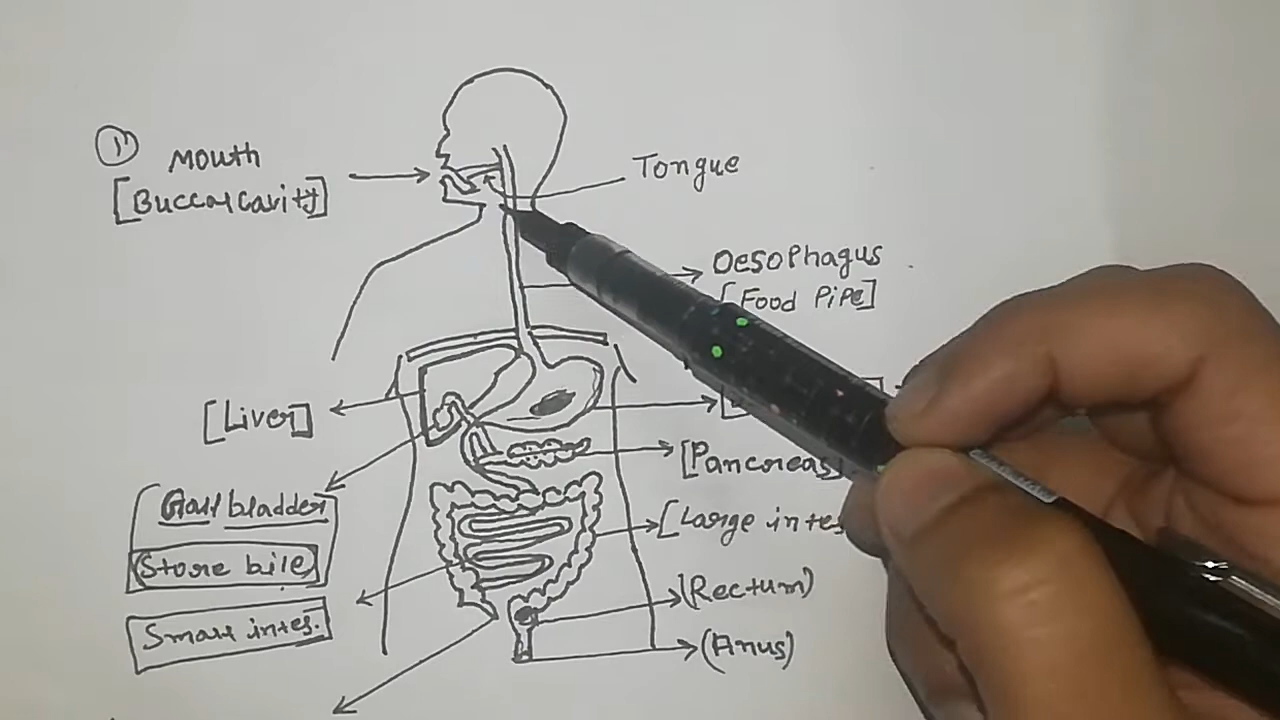 1)
Mouth
[Buccal cavity]
Tongue
Oesophagus
[Food Pipe]
[Liver]
[Pancreas]
Gall bladder
Store bile
[Large intes
Small intes.
(Rectum)
(Anus)